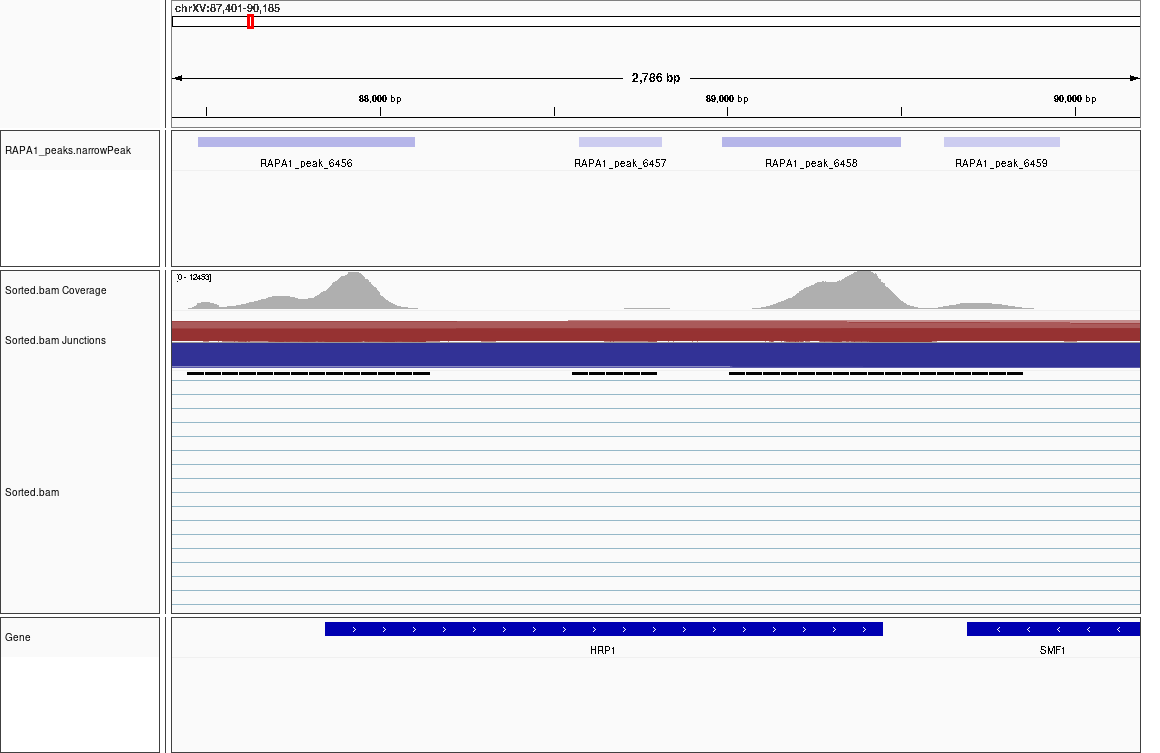 chrXV:87,401-90,185
2,786 bp
88,000 bp 89,000 bp 90,000 bp
RAPA1_peaks.narrowPeak
RAPA1_peak_6456 RAPA1_peak_6457 RAPA1_peak_6458 RAPA1_peak_6459
[0 - 12453]
Sorted.bam Coverage
Sorted.bam Junctions
Sorted.bam
Gene
HRP1 SMF1